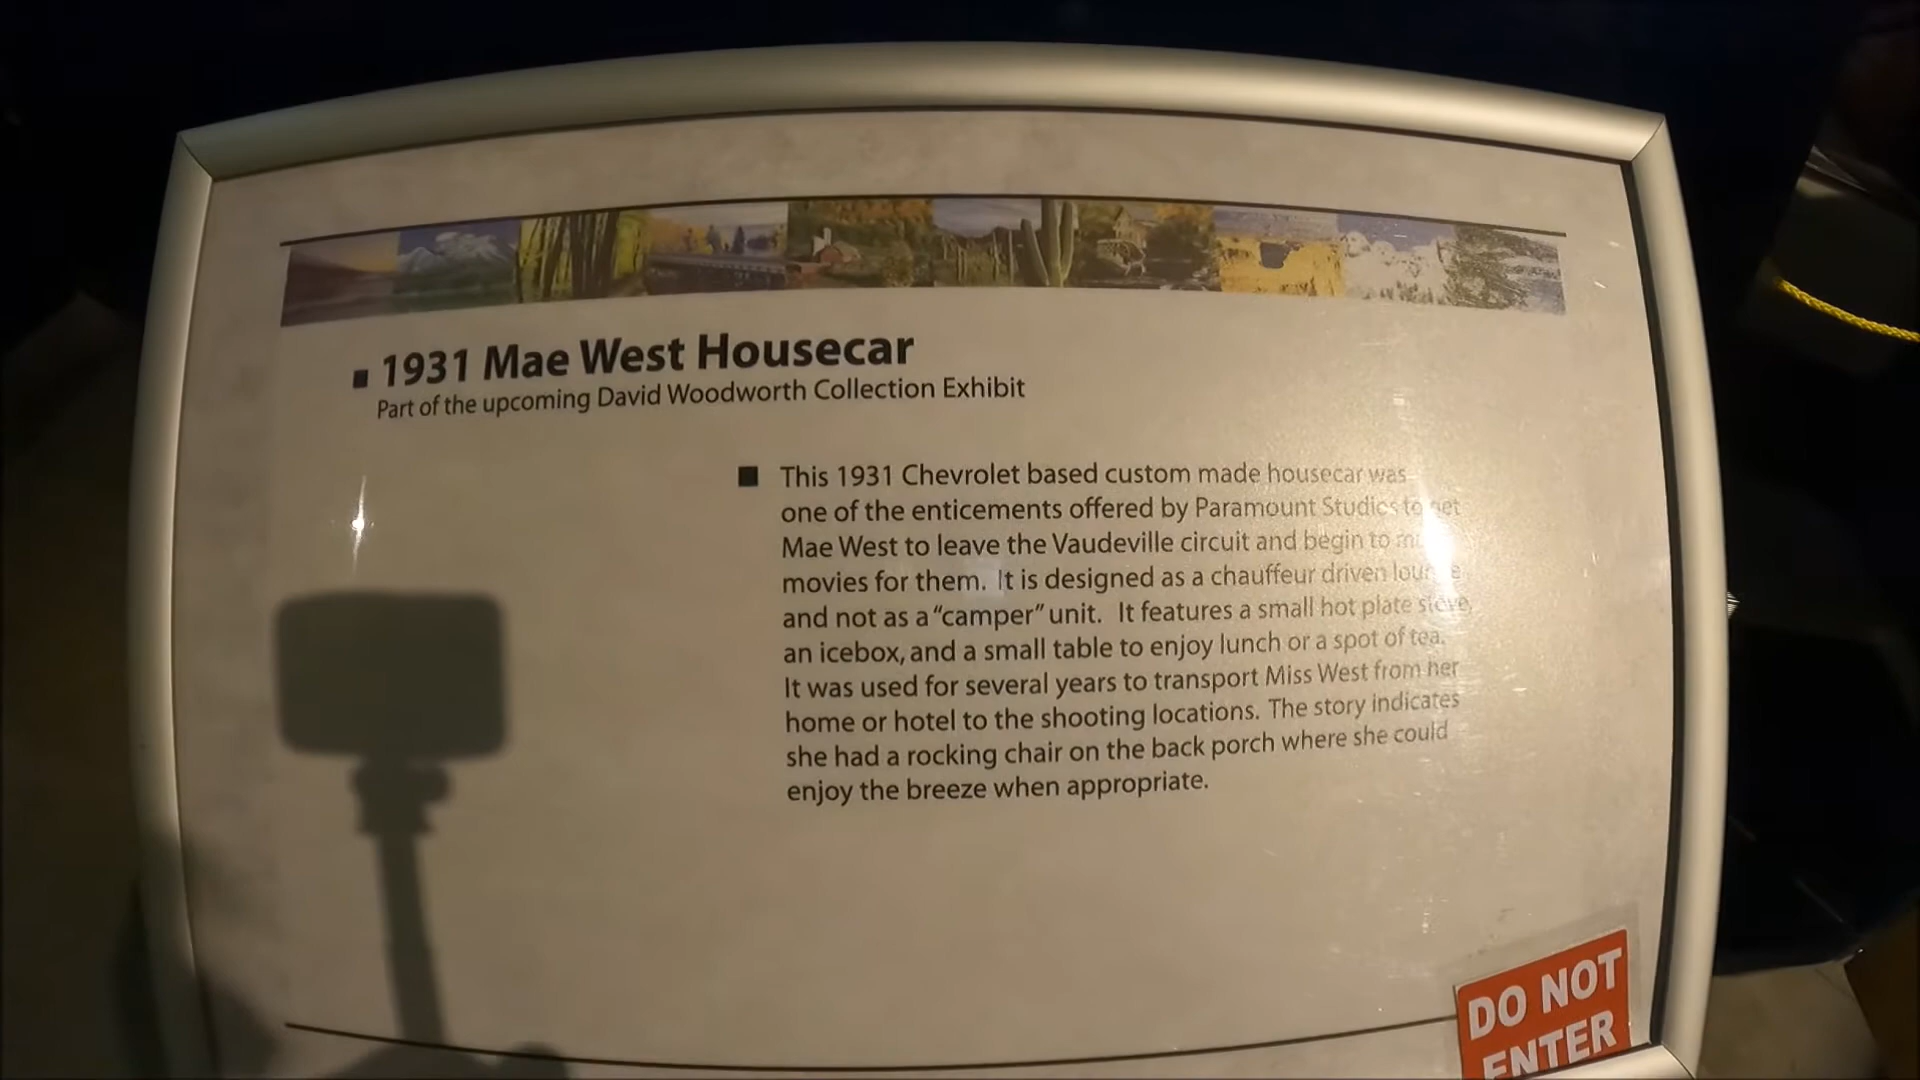 1931 Mae West Housecar
Part of the upcoming David Woodworth Collection Exhibit
This 1931 Chevrolet based custom made housecar was
one of the enticements offered by Paramount Studios to get
Mae West to leave the Vaudeville circuit and begin to
movies for them. It is designed as a chauffeur driven lounge
and not as a “camper” unit. It features a small hot plate stove,
an icebox, and a small table to enjoy lunch or a spot of tea.
It was used for several years to transport Miss West from her
home or hotel to the shooting locations. The story indicates
she had a rocking chair on the back porch where she could
enjoy the breeze when appropriate.
DO NOT
ENTER